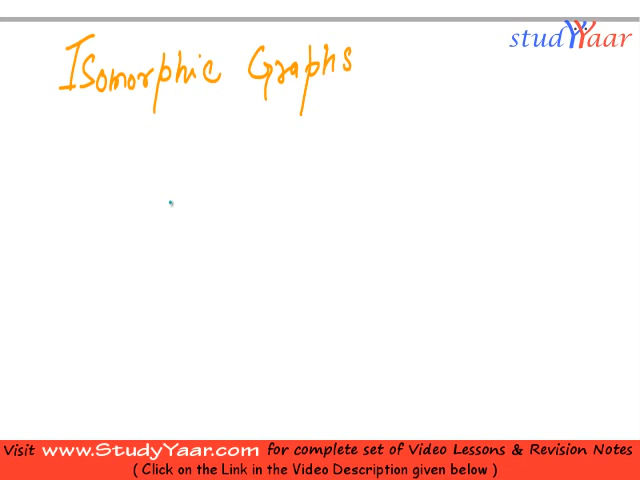 Isomorphic Graphs
studYYaar
Visit www.StudyYaar.com for complete set of Video Lessons & Revision Notes
( Click on the Link in the Video Description given below )